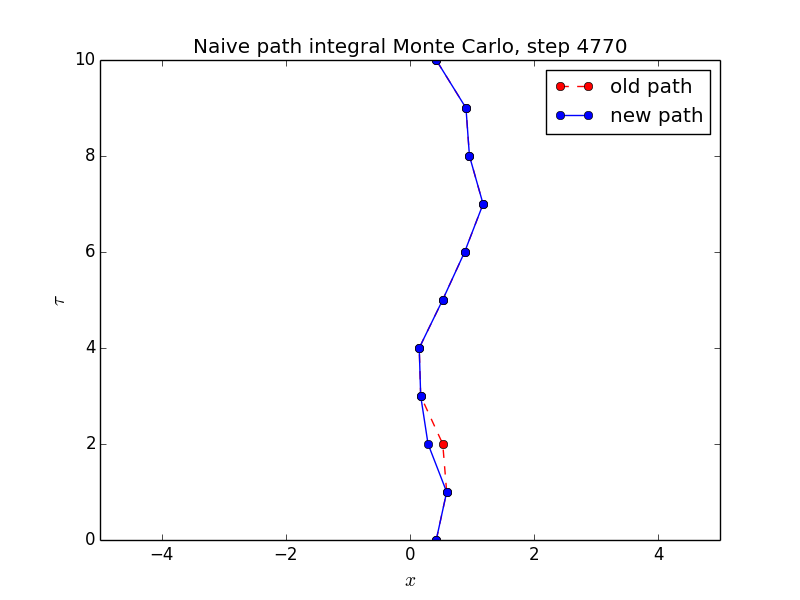 Naive path integral Monte Carlo, step 4770
old path
new path
10
8
6
4
2
0
τ
−4
−2
0
2
4
x